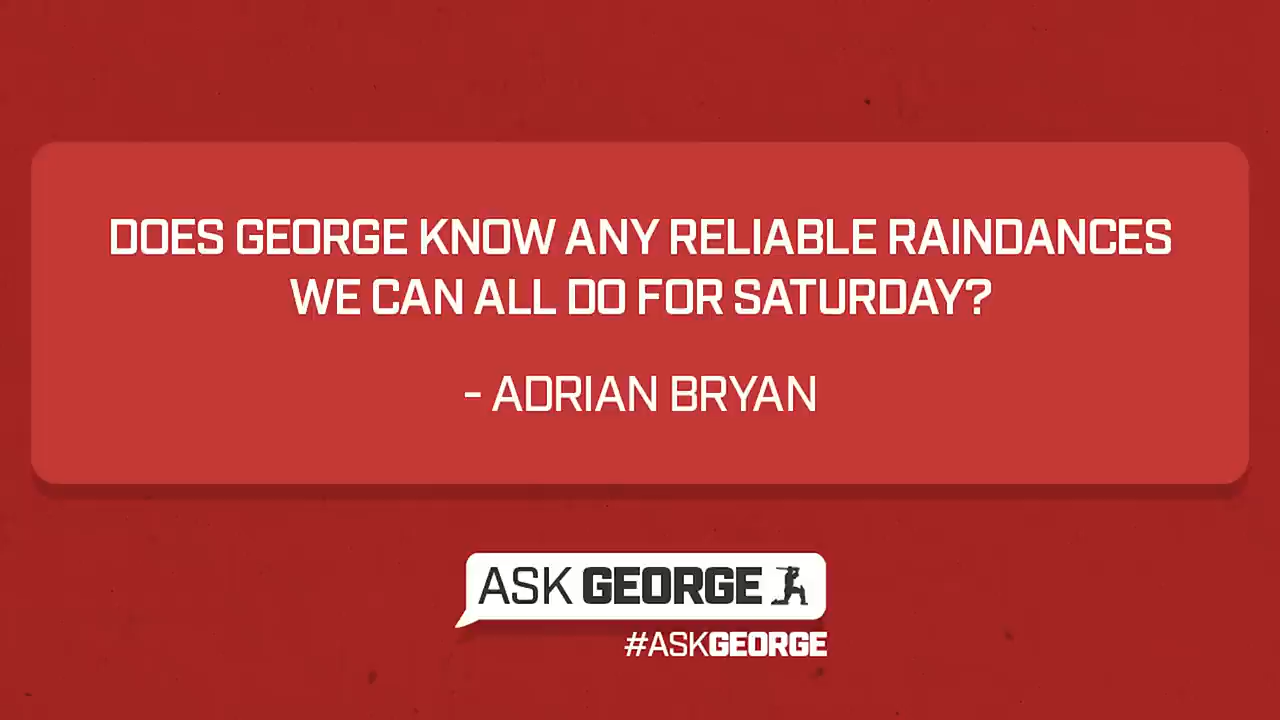 DOES GEORGE KNOW ANY RELIABLE RAINDANCES
WE CAN ALL DO FOR SATURDAY?
- ADRIAN BRYAN
ASK GEORGE
#ASKGEORGE